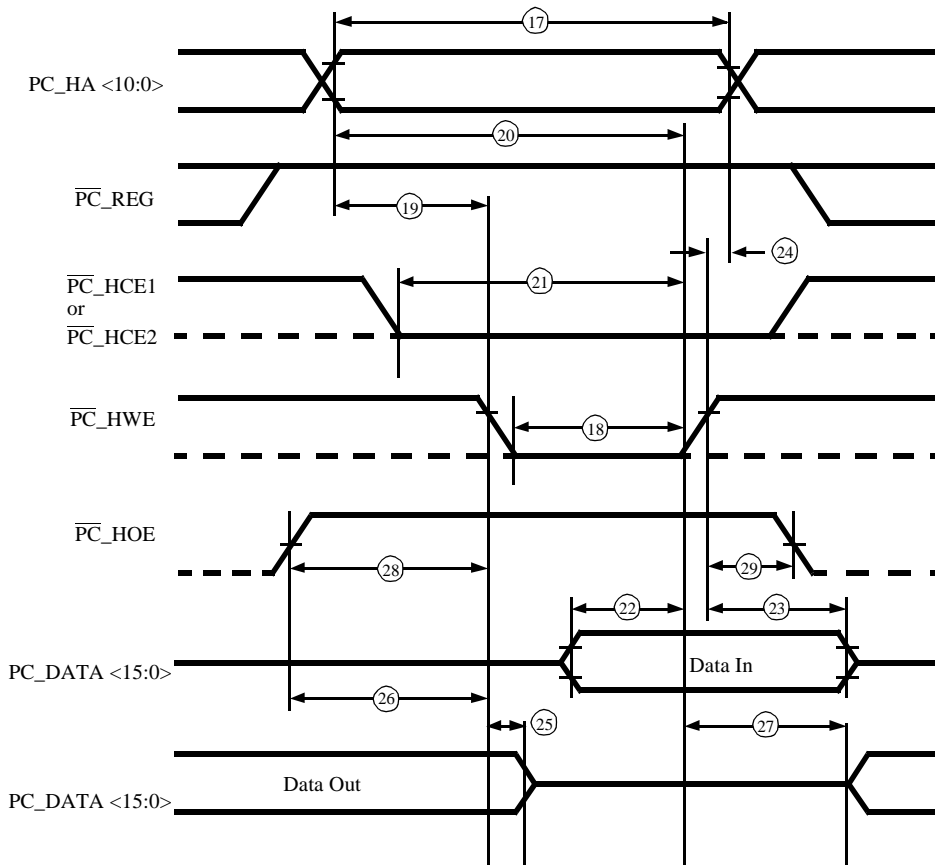 17
PC_HA <10:0>
20
PC_REG
19
24
PC_HCE1
21
or
PC_HCE2
PC_HWE
18
PC_HOE
28
29
22
23
PC_DATA <15:0>
Data In
26
25
27
Data Out
PC_DATA <15:0>